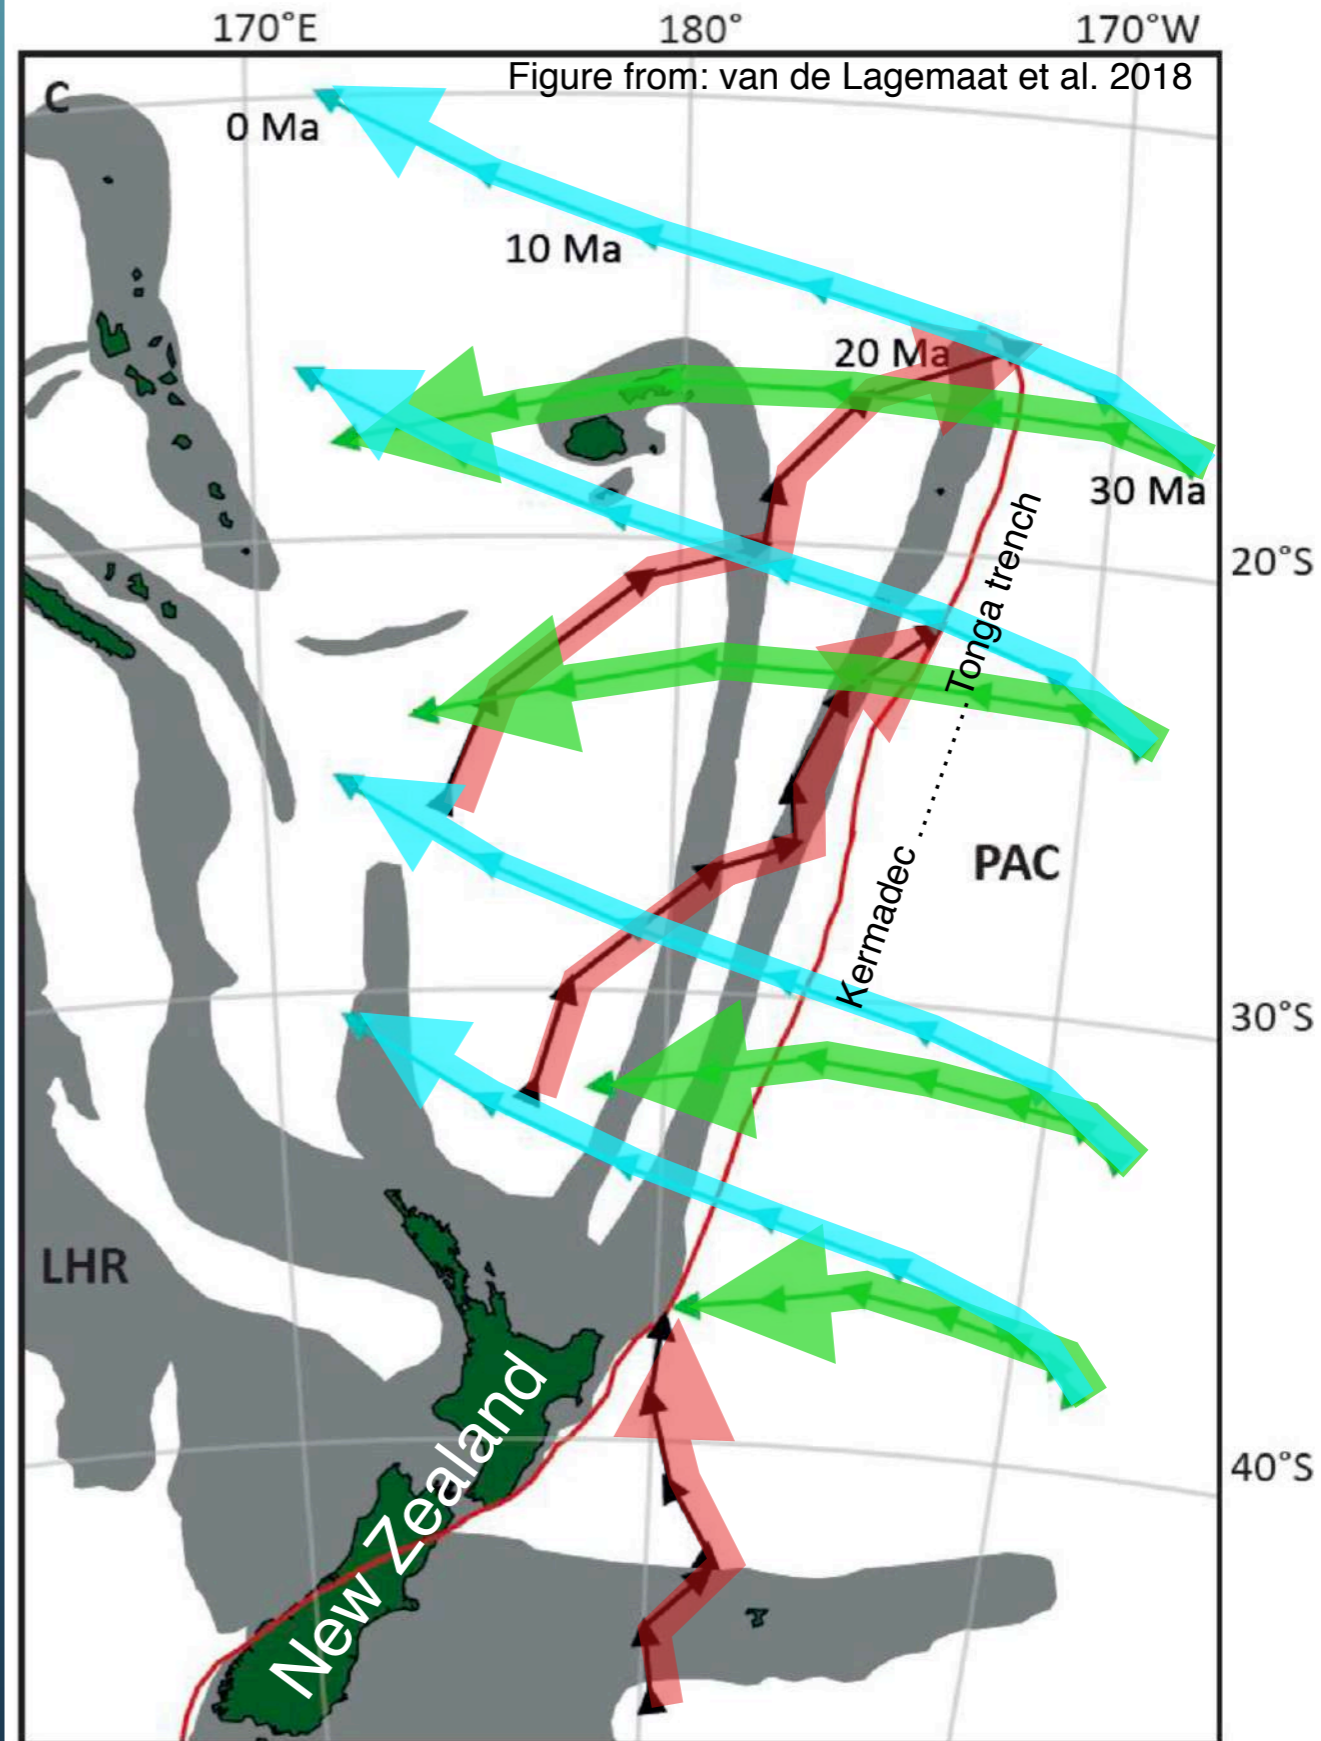 170°E
180°
170°W
Figure from: van de Lagemaat et al. 2018
C
0 Ma
10 Ma
20 Ma
30 Ma
20°S
Kermadec ........... Tonga trench
PAC
30°S
LHR
New Zealand
40°S